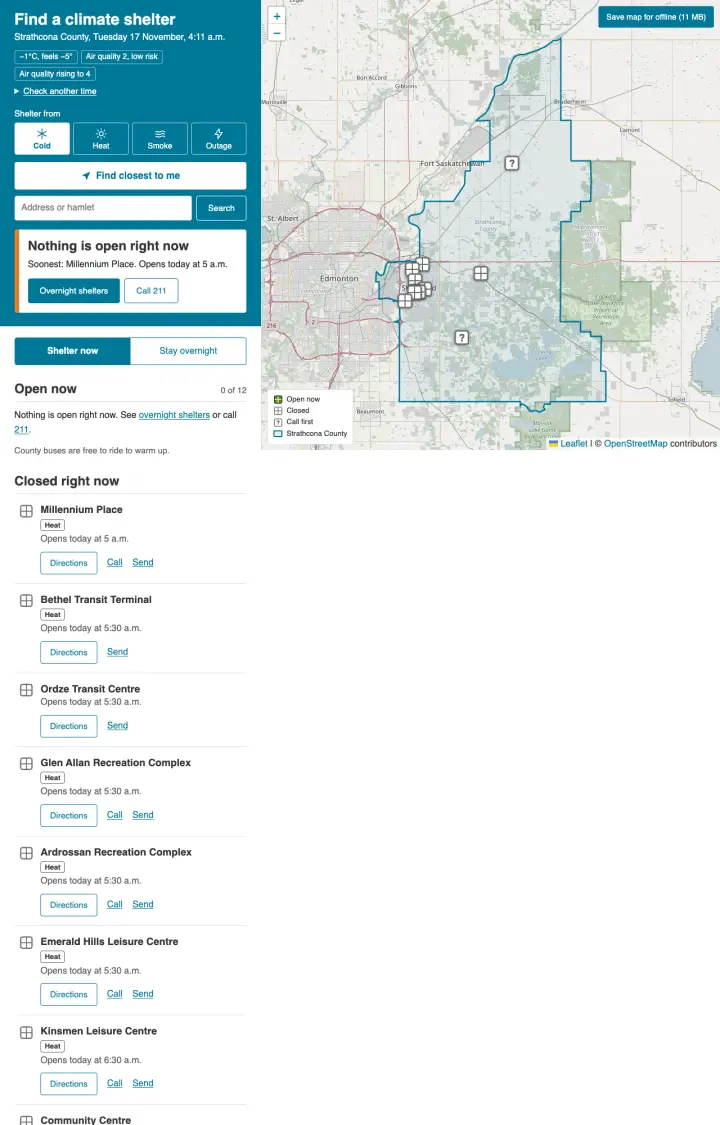 Find a climate shelter
Strathcona County, Tuesday 17 November, 4:11 a.m.
−1°C, feels −5°
Air quality 2, low risk
Air quality rising to 4
Check another time
Shelter from
Cold
Heat
Smoke
Outage
Find closest to me
Address or hamlet
Search
Nothing is open right now
Soonest: Millennium Place. Opens today at 5 a.m.
Overnight shelters
Call 211
Shelter now
Stay overnight
Open now
0 of 12
Nothing is open right now. See overnight shelters or call
211.
County buses are free to ride to warm up.
Closed right now
Millennium Place
Heat
Opens today at 5 a.m.
Directions
Call
Send
Bethel Transit Terminal
Heat
Opens today at 5:30 a.m.
Directions
Send
Ordze Transit Centre
Opens today at 5:30 a.m.
Directions
Send
Glen Allan Recreation Complex
Heat
Opens today at 5:30 a.m.
Directions
Call
Send
Ardrossan Recreation Complex
Heat
Opens today at 5:30 a.m.
Directions
Call
Send
Emerald Hills Leisure Centre
Heat
Opens today at 5:30 a.m.
Directions
Call
Send
Kinsmen Leisure Centre
Heat
Opens today at 6:30 a.m.
Directions
Call
Send
Community Centre
+
−
Save map for offline (11 MB)
Bon Accord
Gibbons
Morinville
Bruderheim
Lamont
Fort Saskatchewan
?
St. Albert
Strathcona
County
Edmonton
?
216
2
Beaumont
Tofield
Open now
Closed
? Call first
Strathcona County
Leaflet | © OpenStreetMap contributors